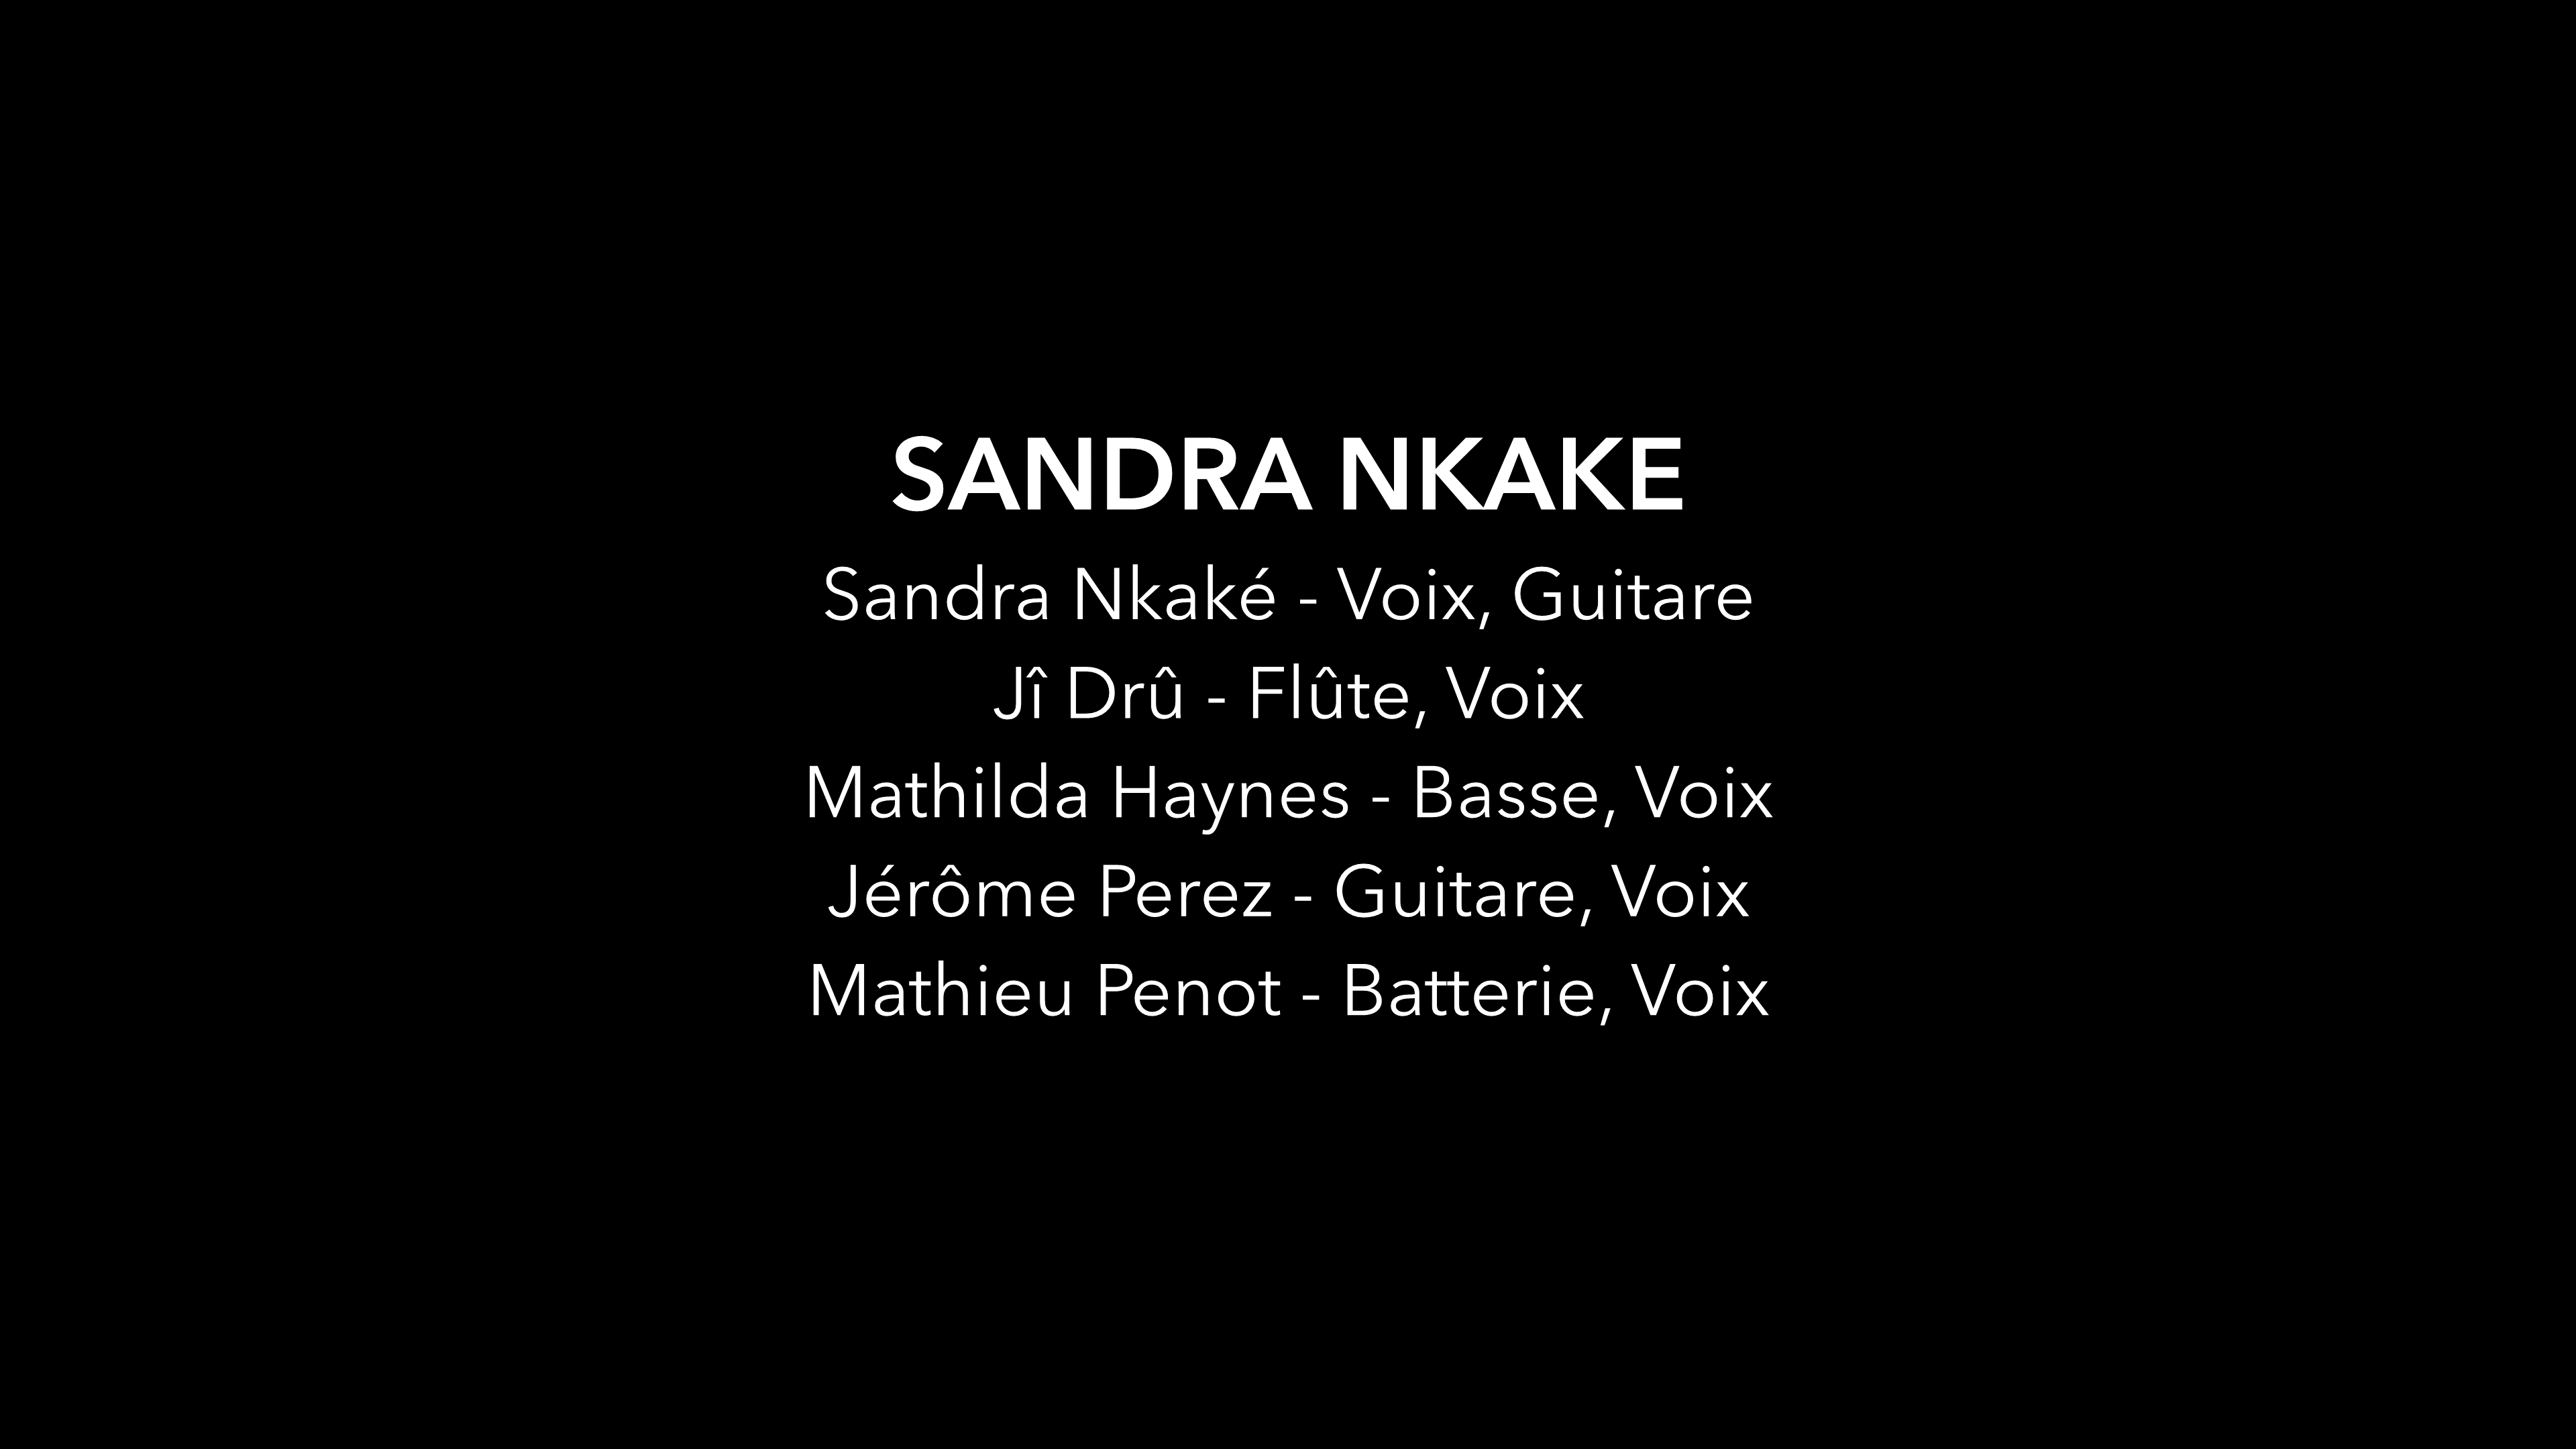 SANDRA NKAKE
Sandra Nkaké - Voix, Guitare
Jî Drû - Flûte, Voix
Mathilda Haynes - Basse, Voix
Jérôme Perez - Guitare, Voix
Mathieu Penot - Batterie, Voix